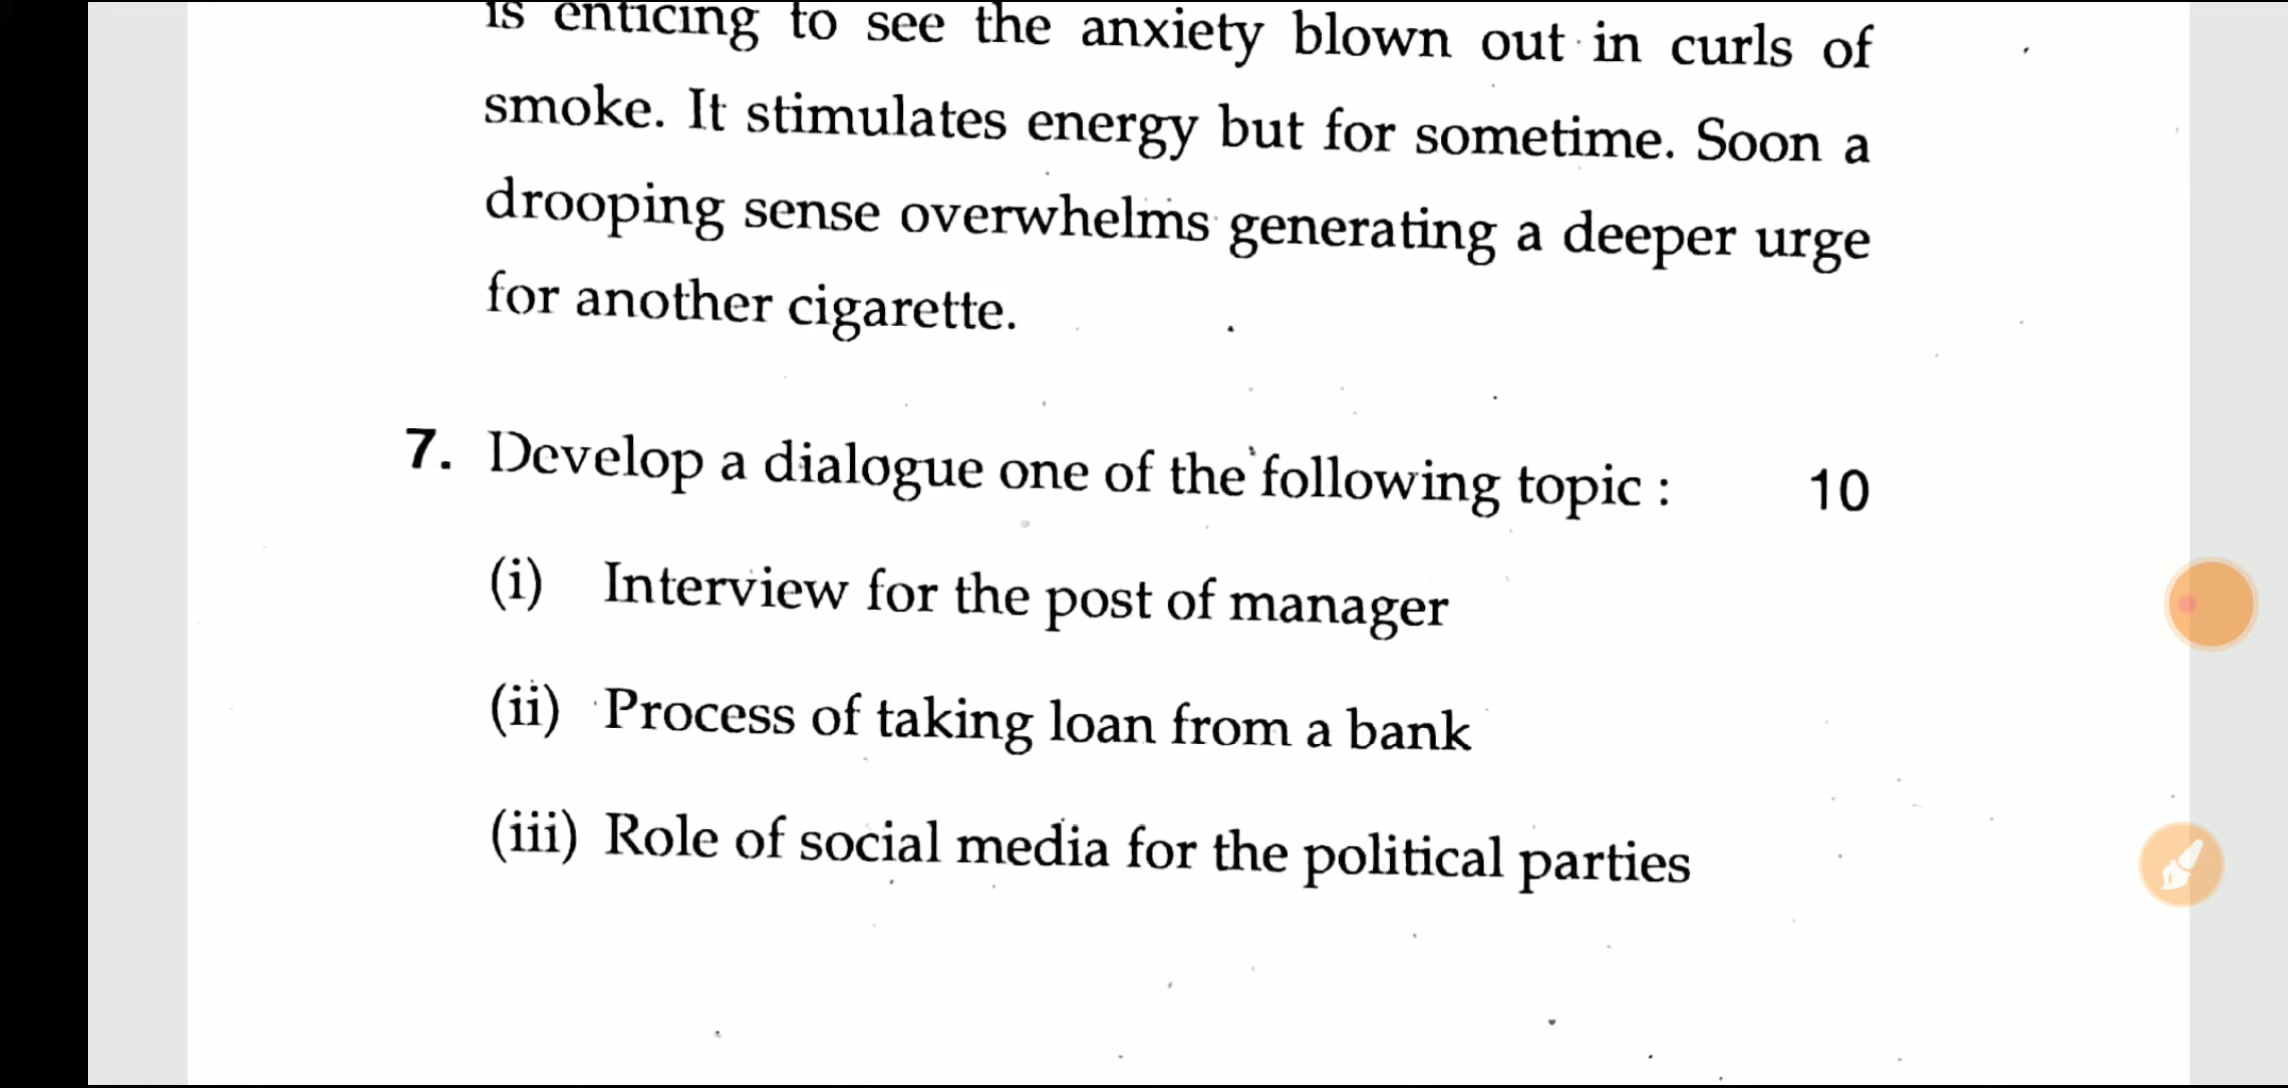 is enticing to see the anxiety blown out in curls of
smoke. It stimulates energy but for sometime. Soon a
drooping sense overwhelms generating a deeper urge
for another cigarette.
7. Develop a dialogue one of the following topic : 10
(i) Interview for the post of manager
(ii) Process of taking loan from a bank
(iii) Role of social media for the political parties